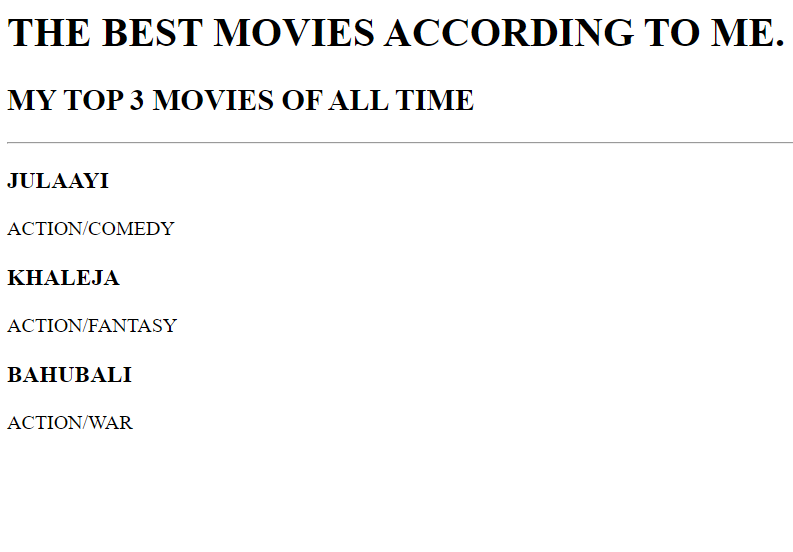 THE BEST MOVIES ACCORDING TO ME.
MY TOP 3 MOVIES OF ALL TIME
JULAAYI
ACTION/COMEDY
KHALEJA
ACTION/FANTASY
BAHUBALI
ACTION/WAR